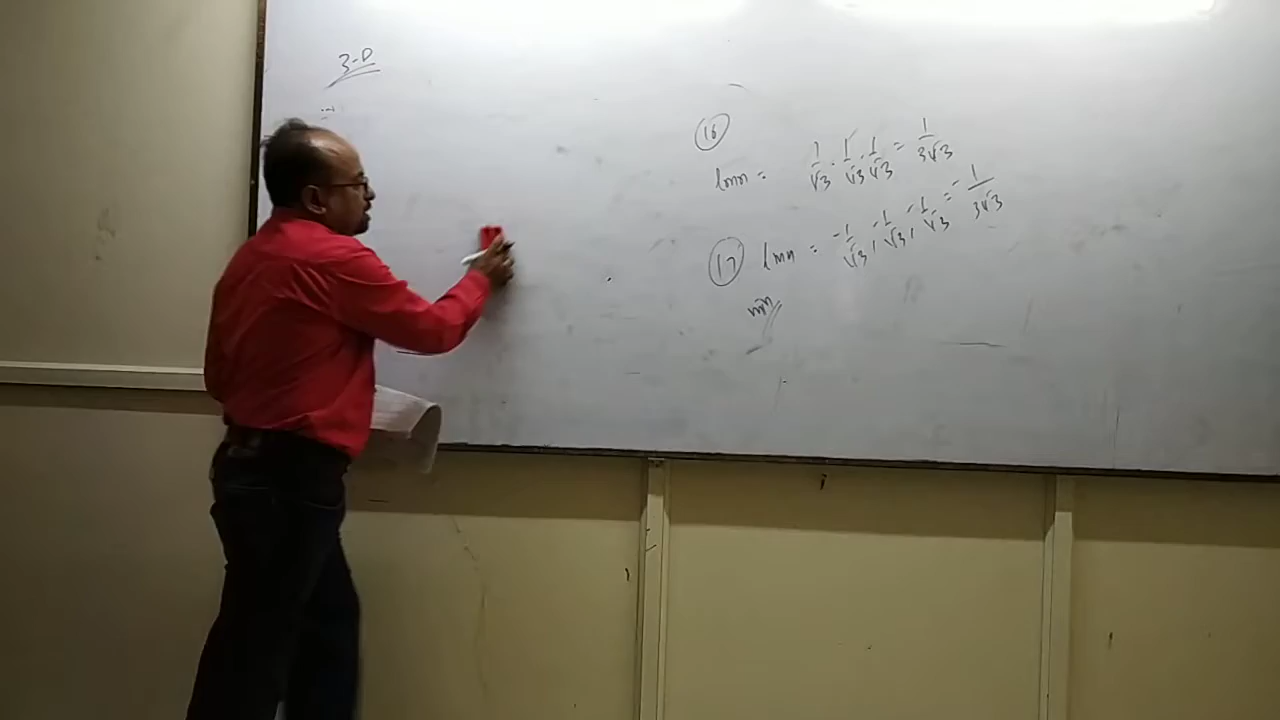 3-D
(16)
lmn = 1/√3 · 1/√3 · 1/√3 = 1/3√3
(17) lmn = -1/√3, -1/√3, -1/√3 = -1/3√3
min